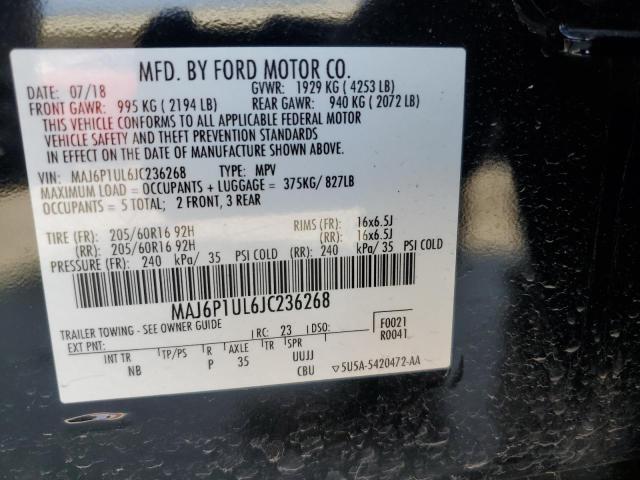 MFD. BY FORD MOTOR CO.
DATE: 07/18 GVWR: 1929 KG ( 4253 LB)
FRONT GAWR: 995 KG ( 2194 LB) REAR GAWR: 940 KG ( 2072 LB)
THIS VEHICLE CONFORMS TO ALL APPLICABLE FEDERAL MOTOR
VEHICLE SAFETY AND THEFT PREVENTION STANDARDS
IN EFFECT ON THE DATE OF MANUFACTURE SHOWN ABOVE.
VIN: MAJ6P1UL6JC236268 TYPE: MPV
MAXIMUM LOAD = OCCUPANTS + LUGGAGE = 375KG/ 827LB
OCCUPANTS = 5 TOTAL; 2 FRONT, 3 REAR
TIRE (FR): 205/60R16 92H RIMS (FR): 16x6.5J
(RR): 205/60R16 92H (RR): 16x6.5J
PRESSURE (FR): 240 kPa/ 35 PSI COLD (RR): 240 kPa/ 35 PSI COLD
MAJ6P1UL6JC236268
TRAILER TOWING - SEE OWNER GUIDE
EXT PNT: RC: 23 DSO: F0021
R0041
INT TR TP/PS R AXLE TR SPR
NB P 35 UUJJ
CBU 5U5A-5420472-AA